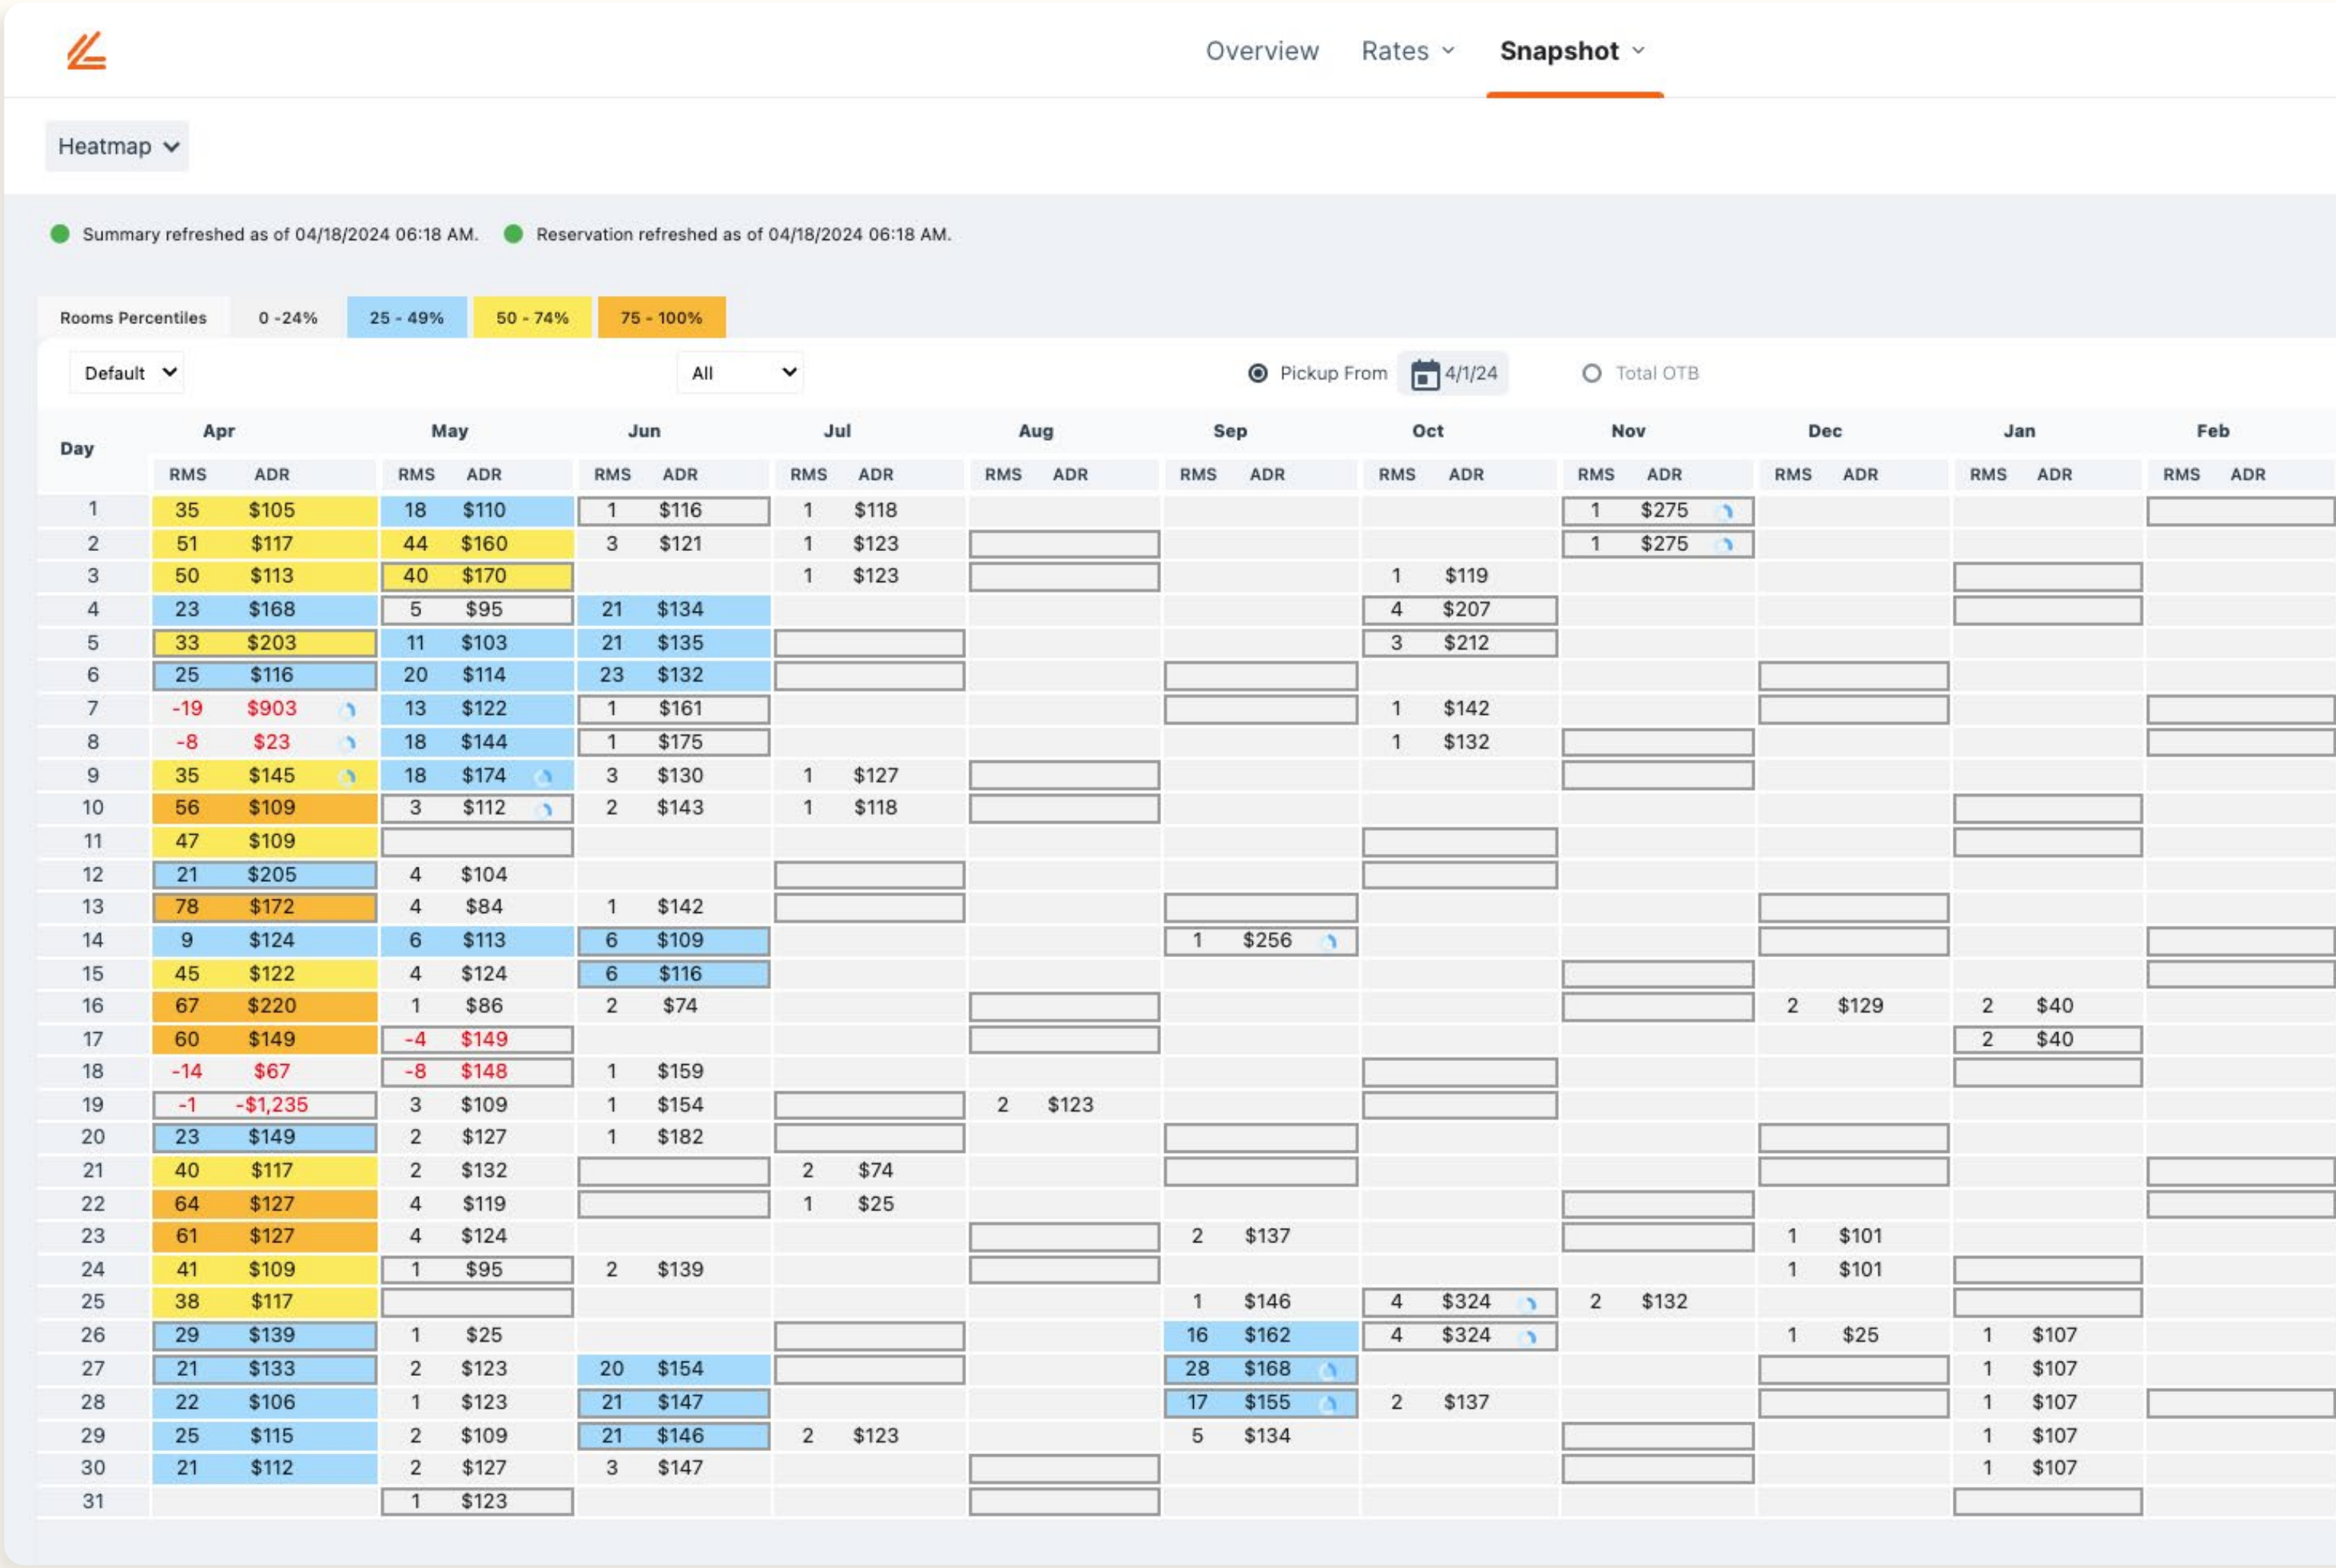 Overview Rates Snapshot
Heatmap
Summary refreshed as of 04/18/2024 06:18 AM. Reservation refreshed as of 04/18/2024 06:18 AM.
Rooms Percentiles 0 -24% 25 - 49% 50 - 74% 75 - 100%
Default All Pickup From 4/1/24 Total OTB
Day Apr May Jun Jul Aug Sep Oct Nov Dec Jan Feb
RMS ADR RMS ADR RMS ADR RMS ADR RMS ADR RMS ADR RMS ADR RMS ADR RMS ADR RMS ADR RMS ADR
1 35 $105 18 $110 1 $116 1 $118 1 $275
2 51 $117 44 $160 3 $121 1 $123 1 $275
3 50 $113 40 $170 1 $123 1 $119
4 23 $168 5 $95 21 $134 4 $207
5 33 $203 11 $103 21 $135 3 $212
6 25 $116 20 $114 23 $132
7 -19 $903 13 $122 1 $161 1 $142
8 -8 $23 18 $144 1 $175 1 $132
9 35 $145 18 $174 3 $130 1 $127
10 56 $109 3 $112 2 $143 1 $118
11 47 $109
12 21 $205 4 $104
13 78 $172 4 $84 1 $142
14 9 $124 6 $113 6 $109 1 $256
15 45 $122 4 $124 6 $116
16 67 $220 1 $86 2 $74 2 $129 2 $40
17 60 $149 -4 $149 2 $40
18 -14 $67 -8 $148 1 $159
19 -1 -$1,235 3 $109 1 $154 2 $123
20 23 $149 2 $127 1 $182
21 40 $117 2 $132 2 $74
22 64 $127 4 $119 1 $25
23 61 $127 4 $124 2 $137 1 $101
24 41 $109 1 $95 2 $139 1 $101
25 38 $117 1 $146 4 $324 2 $132
26 29 $139 1 $25 16 $162 4 $324 1 $25 1 $107
27 21 $133 2 $123 20 $154 28 $168 1 $107
28 22 $106 1 $123 21 $147 17 $155 2 $137 1 $107
29 25 $115 2 $109 21 $146 2 $123 5 $134 1 $107
30 21 $112 2 $127 3 $147 1 $107
31 1 $123